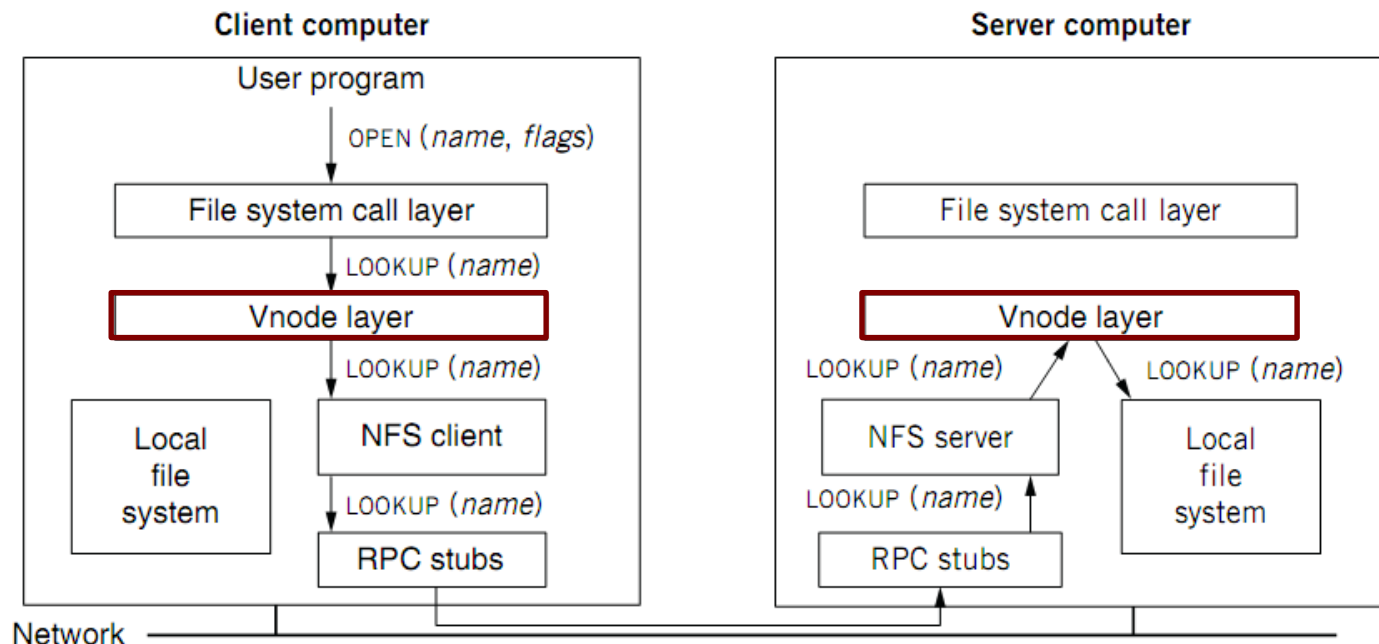 Client computer
User program
OPEN (name, flags)
File system call layer
LOOKUP (name)
Vnode layer
LOOKUP (name)
Local
file
system
NFS client
LOOKUP (name)
RPC stubs
Server computer
File system call layer
Vnode layer
LOOKUP (name)
LOOKUP (name)
NFS server
Local
file
system
LOOKUP (name)
RPC stubs
Network